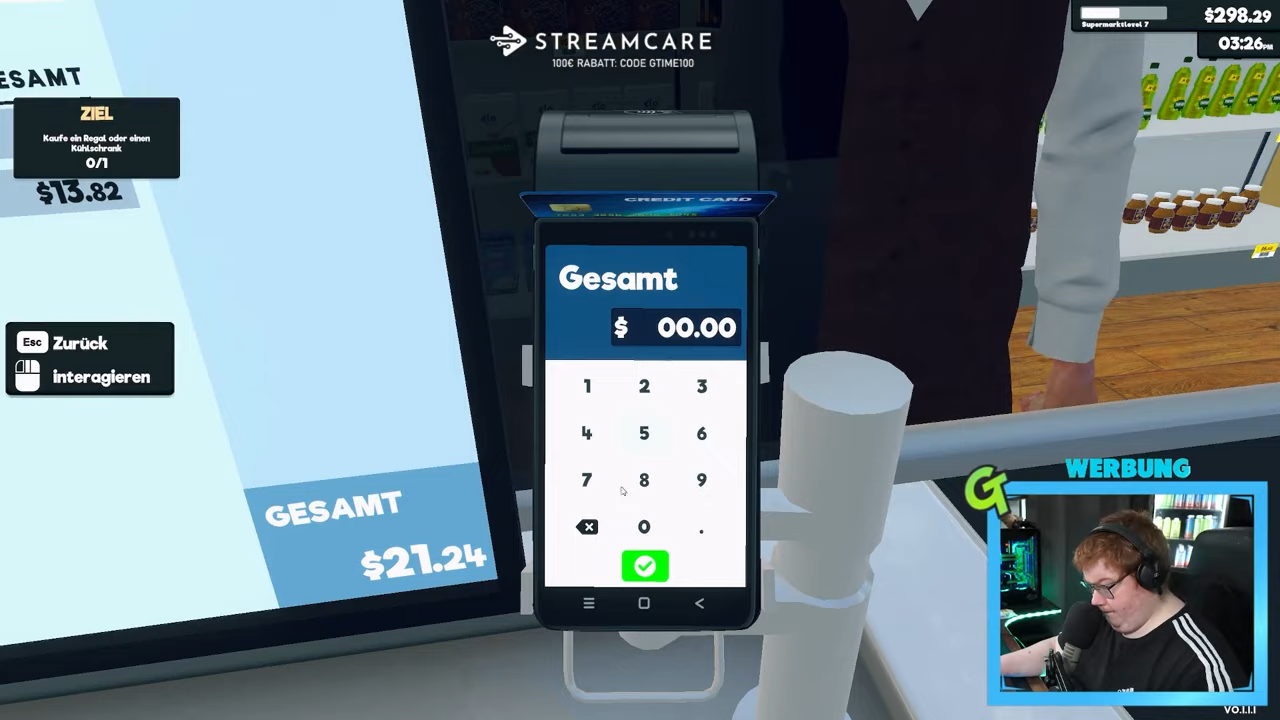 STREAMCARE
100€ RABATT: CODE GTIME100
$298.29
Supermarktlevel 7
03:26PM
ESAMT
ZIEL
Kaufe ein Regal oder einen
Kühlschrank
0/1
$13.82
CREDIT CARD
Gesamt
$ 00.00
Esc Zurück
interagieren
1 2 3
4 5 6
7 8 9
0 .
GESAMT
$21.24
WERBUNG
GT
V0.1.1.1